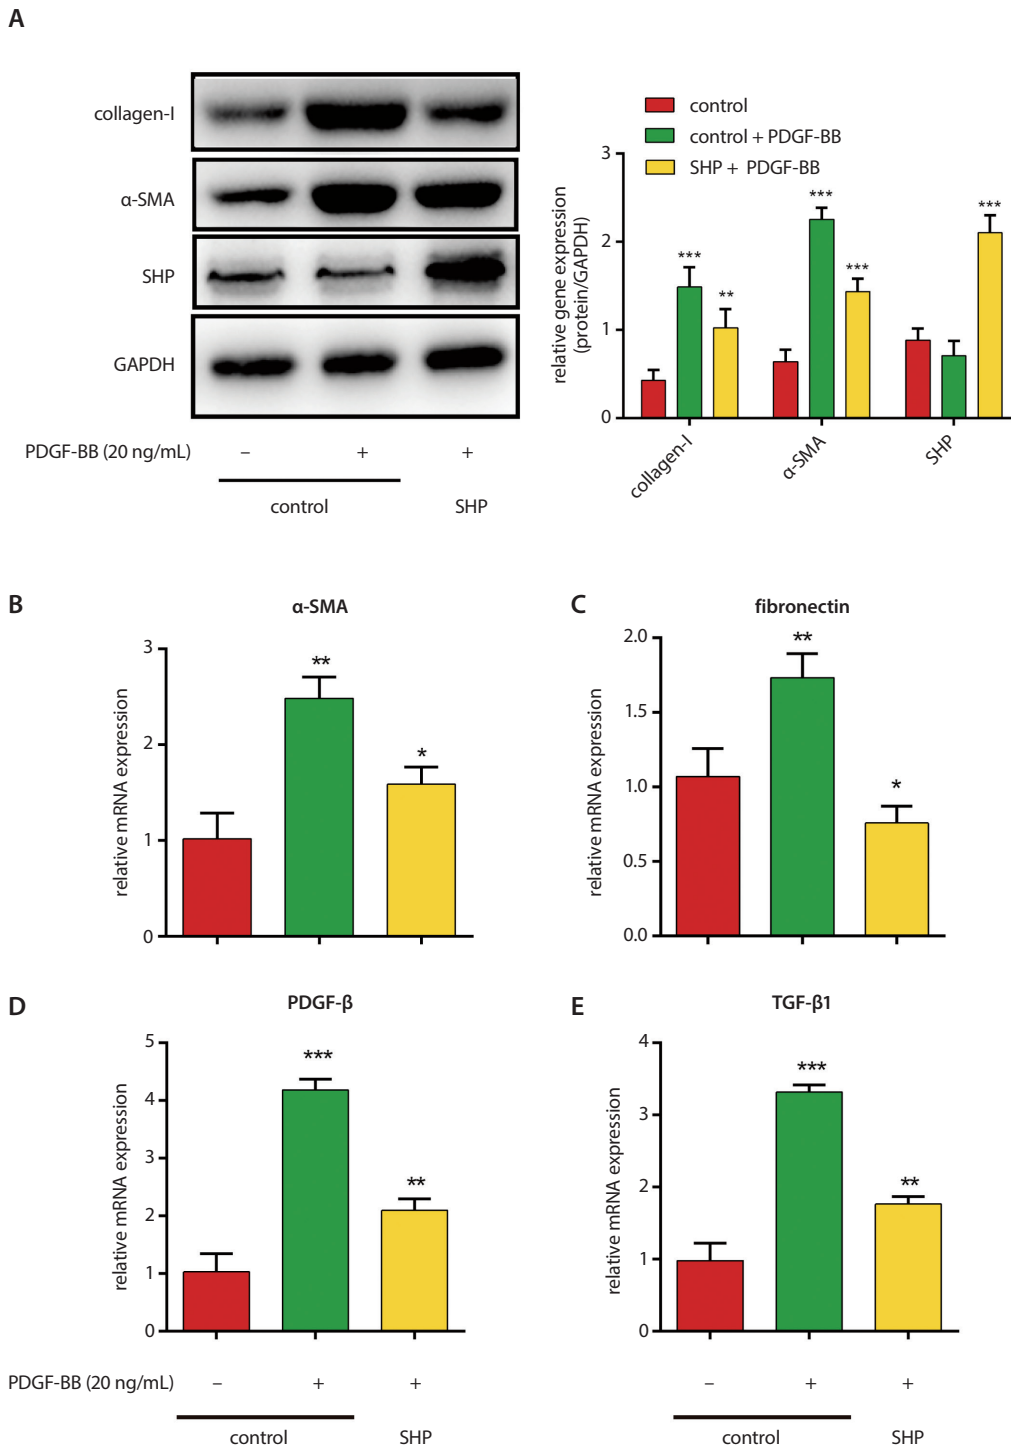 A
collagen-I
α-SMA
SHP
GAPDH
PDGF-BB (20 ng/mL)
–
+
+
control
SHP
control
control + PDGF-BB
SHP + PDGF-BB
relative gene expression
(protein/GAPDH)
3
2
1
0
***
**
***
***
***
collagen-I
α-SMA
SHP
B
α-SMA
relative mRNA expression
3
2
1
0
**
*
C
fibronectin
relative mRNA expression
2.0
1.5
1.0
0.5
0.0
**
*
D
PDGF-β
relative mRNA expression
5
4
3
2
1
0
***
**
PDGF-BB (20 ng/mL)
–
+
+
control
SHP
E
TGF-β1
relative mRNA expression
4
3
2
1
0
***
**
–
+
+
control
SHP